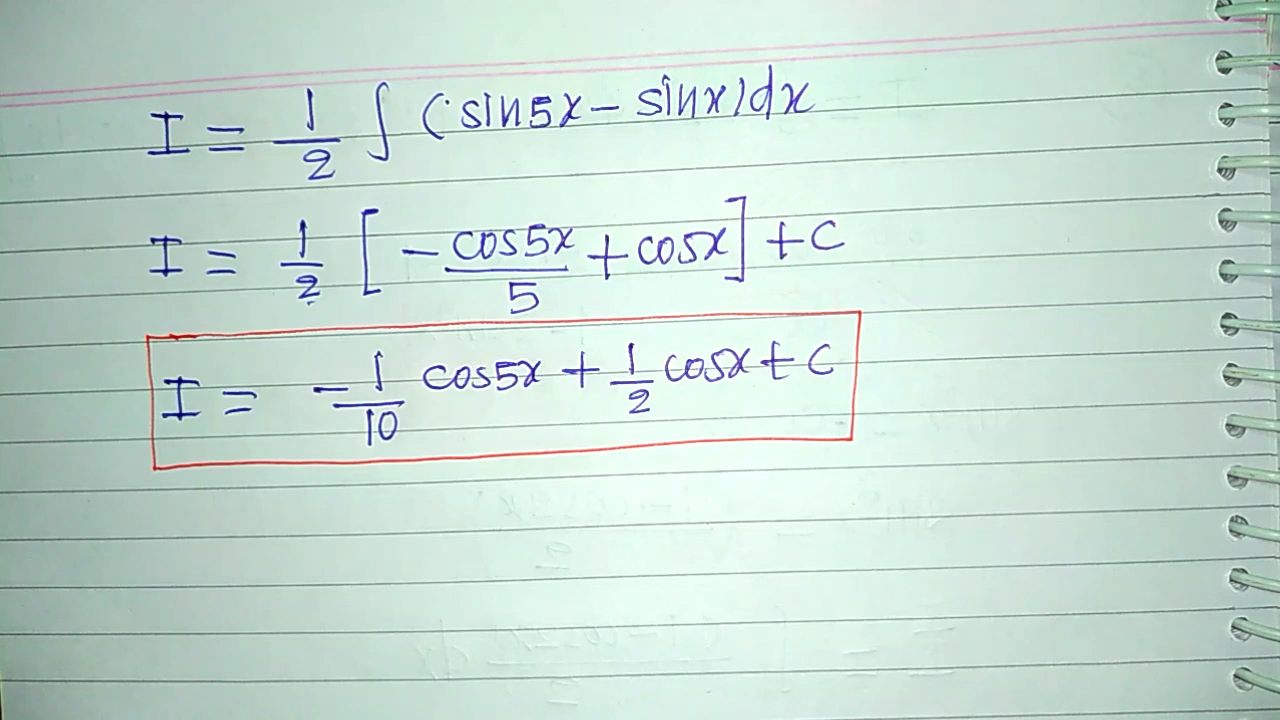 I = 1/2 ∫ (sin5x - sinx)dx
I = 1/2 [ - cos5x/5 + cosx ] + c
I = - 1/10 cos5x + 1/2 cosx + c